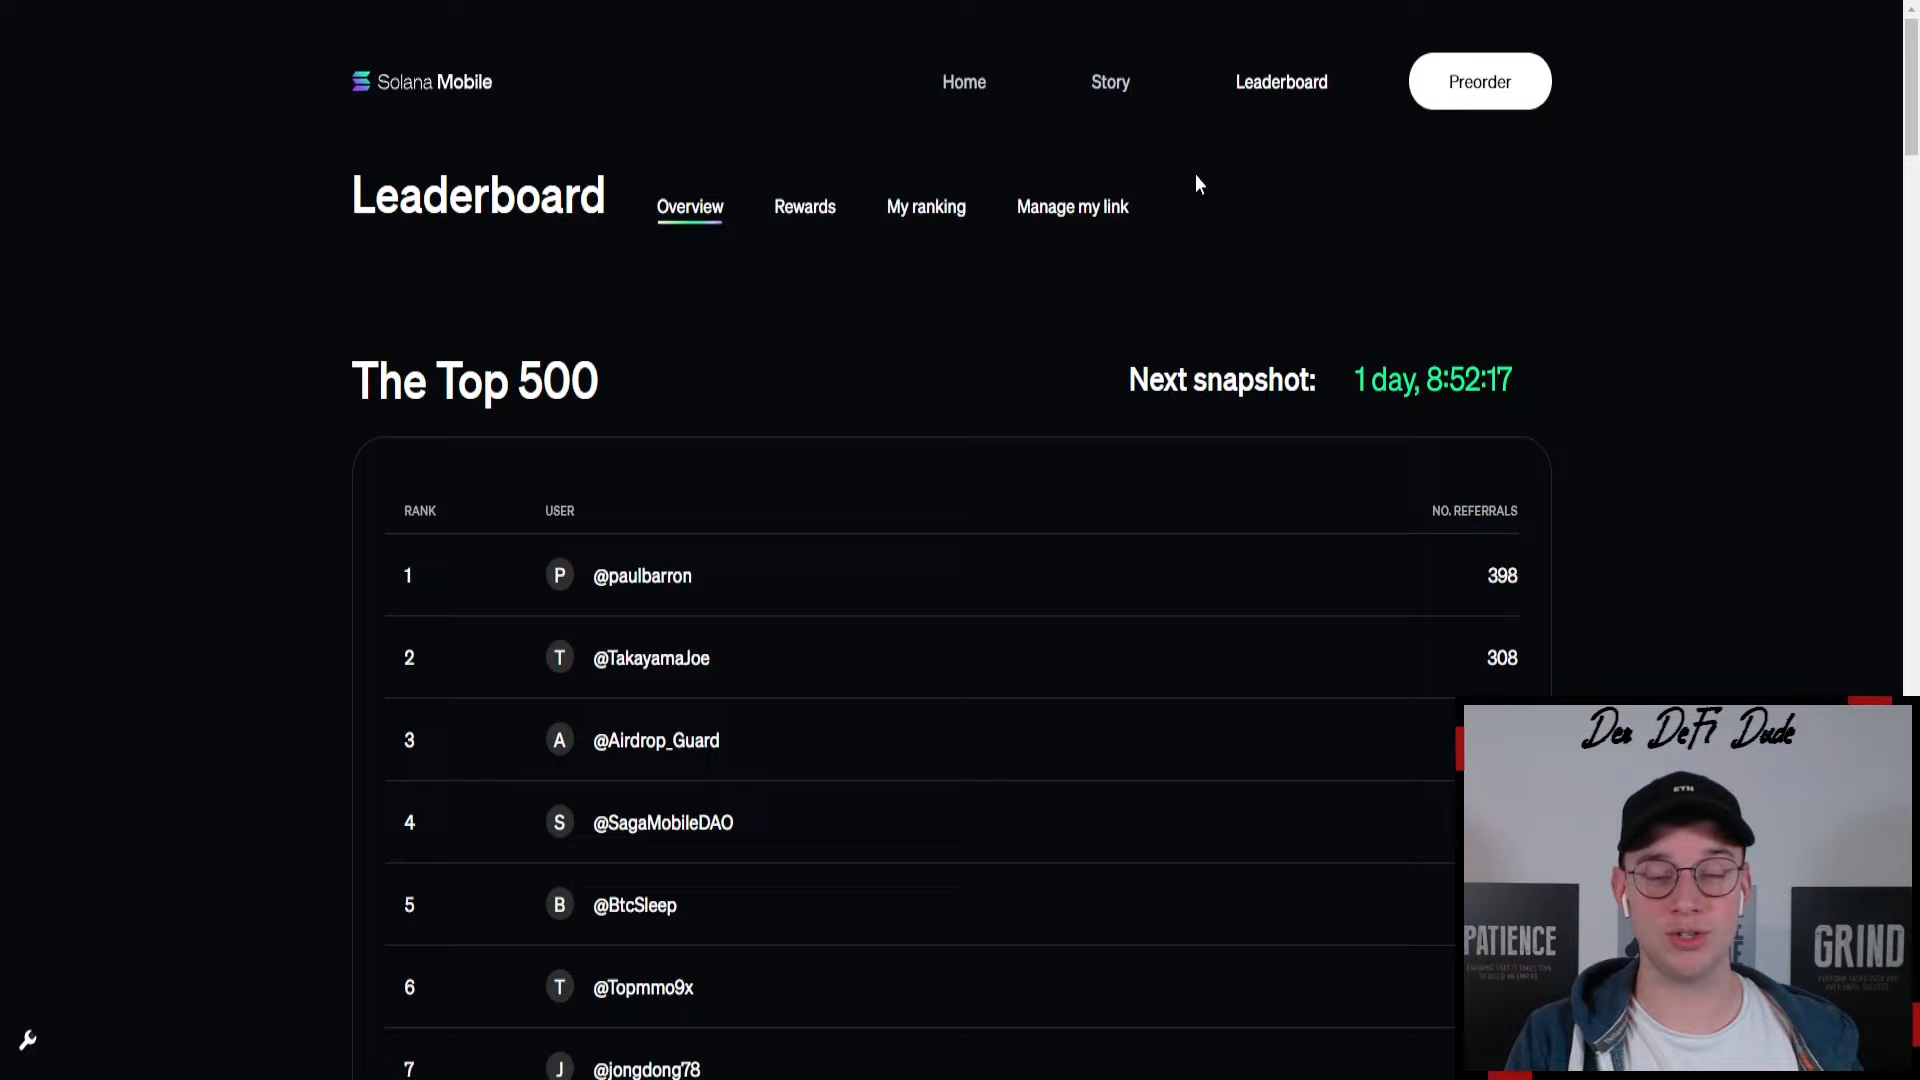 Solana Mobile
Home
Story
Leaderboard
Preorder
Leaderboard
Overview
Rewards
My ranking
Manage my link
The Top 500
Next snapshot: 1 day, 8:52:17
RANK USER NO. REFERRALS
1 P @paulbarron 398
2 T @TakayamaJoe 308
3 A @Airdrop_Guard
4 S @SagaMobileDAO
5 B @BtcSleep
6 T @Topmmo9x
7 J @jongdong78
Der DeFi Dude
ETH
PATIENCE
GRIND